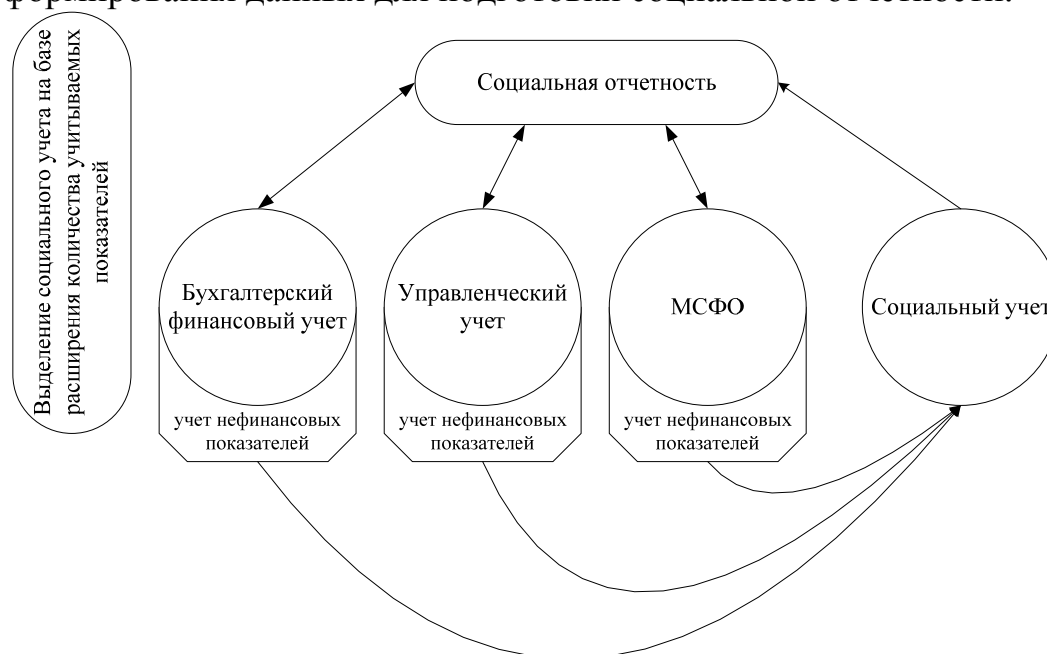 формирования данных для подготовки социальной отчетности.
Выделение социального учета на базе
расширения количества учитываемых
показателей
Социальная отчетность
Бухгалтерский
финансовый учет
Управленческий
учет
МСФО
Социальный учет
учет нефинансовых
показателей
учет нефинансовых
показателей
учет нефинансовых
показателей